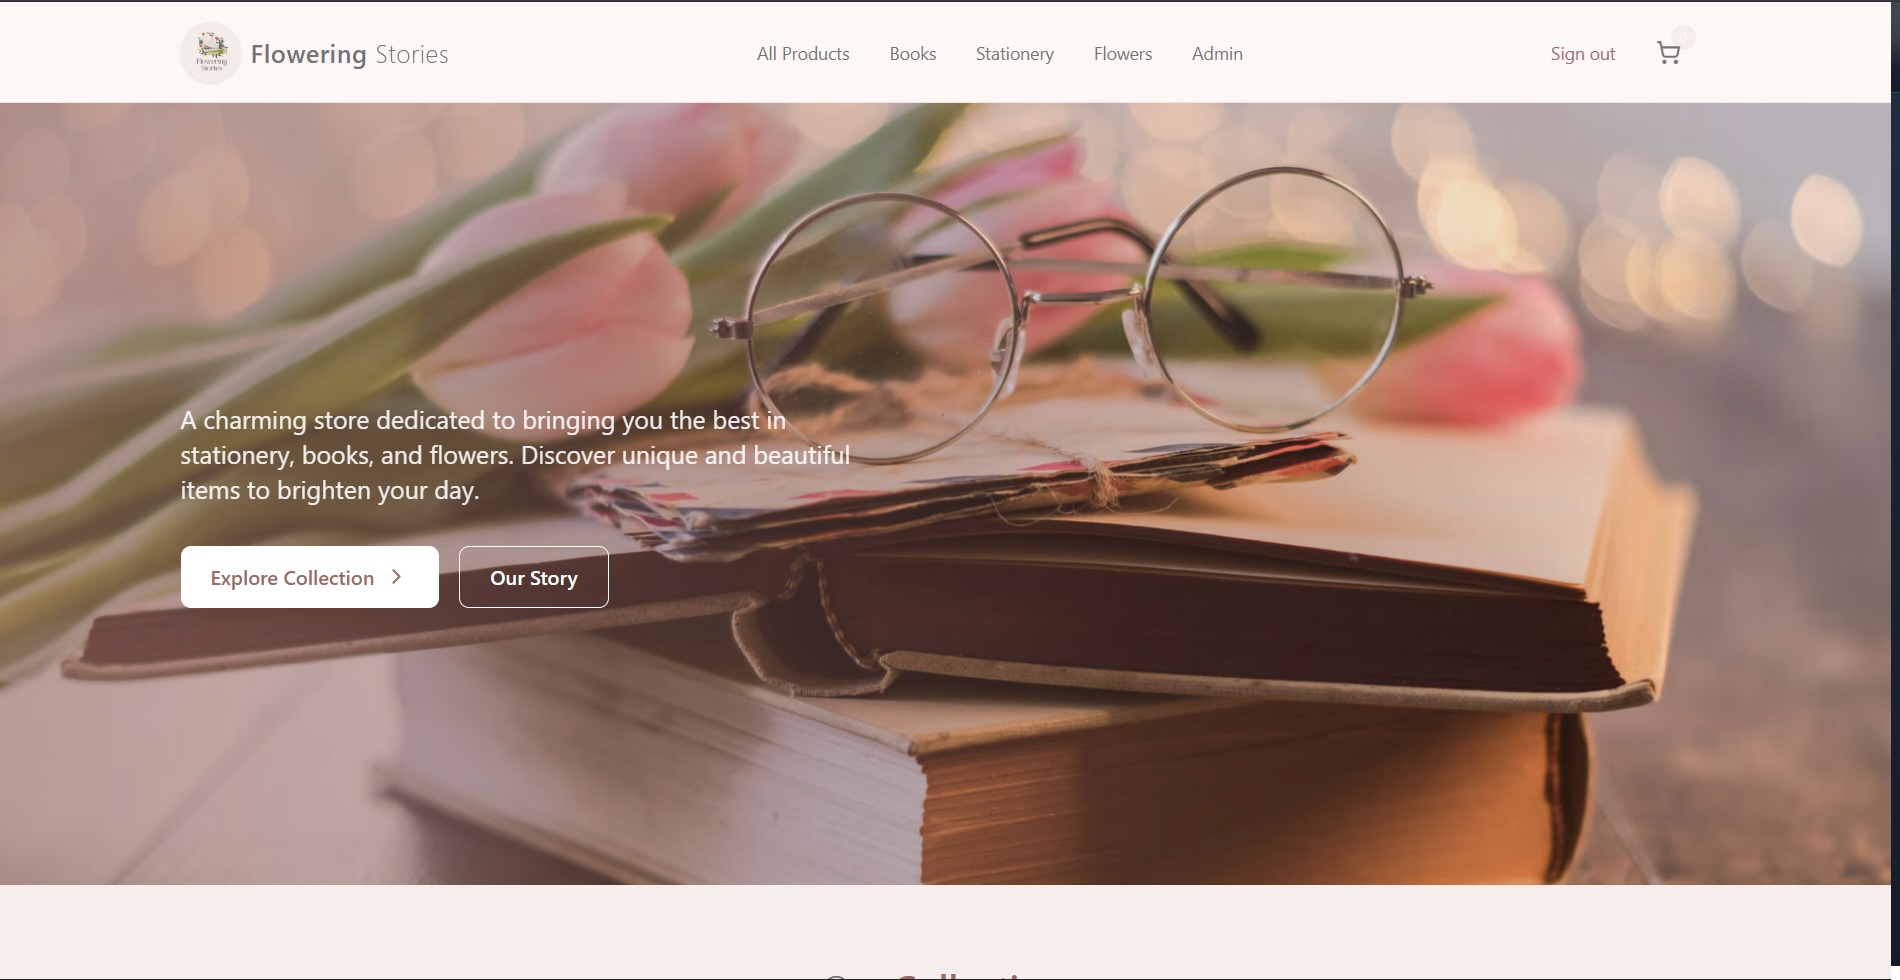 Flowering
Stories
Flowering Stories
All Products
Books
Stationery
Flowers
Admin
Sign out
0
A charming store dedicated to bringing you the best in
stationery, books, and flowers. Discover unique and beautiful
items to brighten your day.
Explore Collection
Our Story